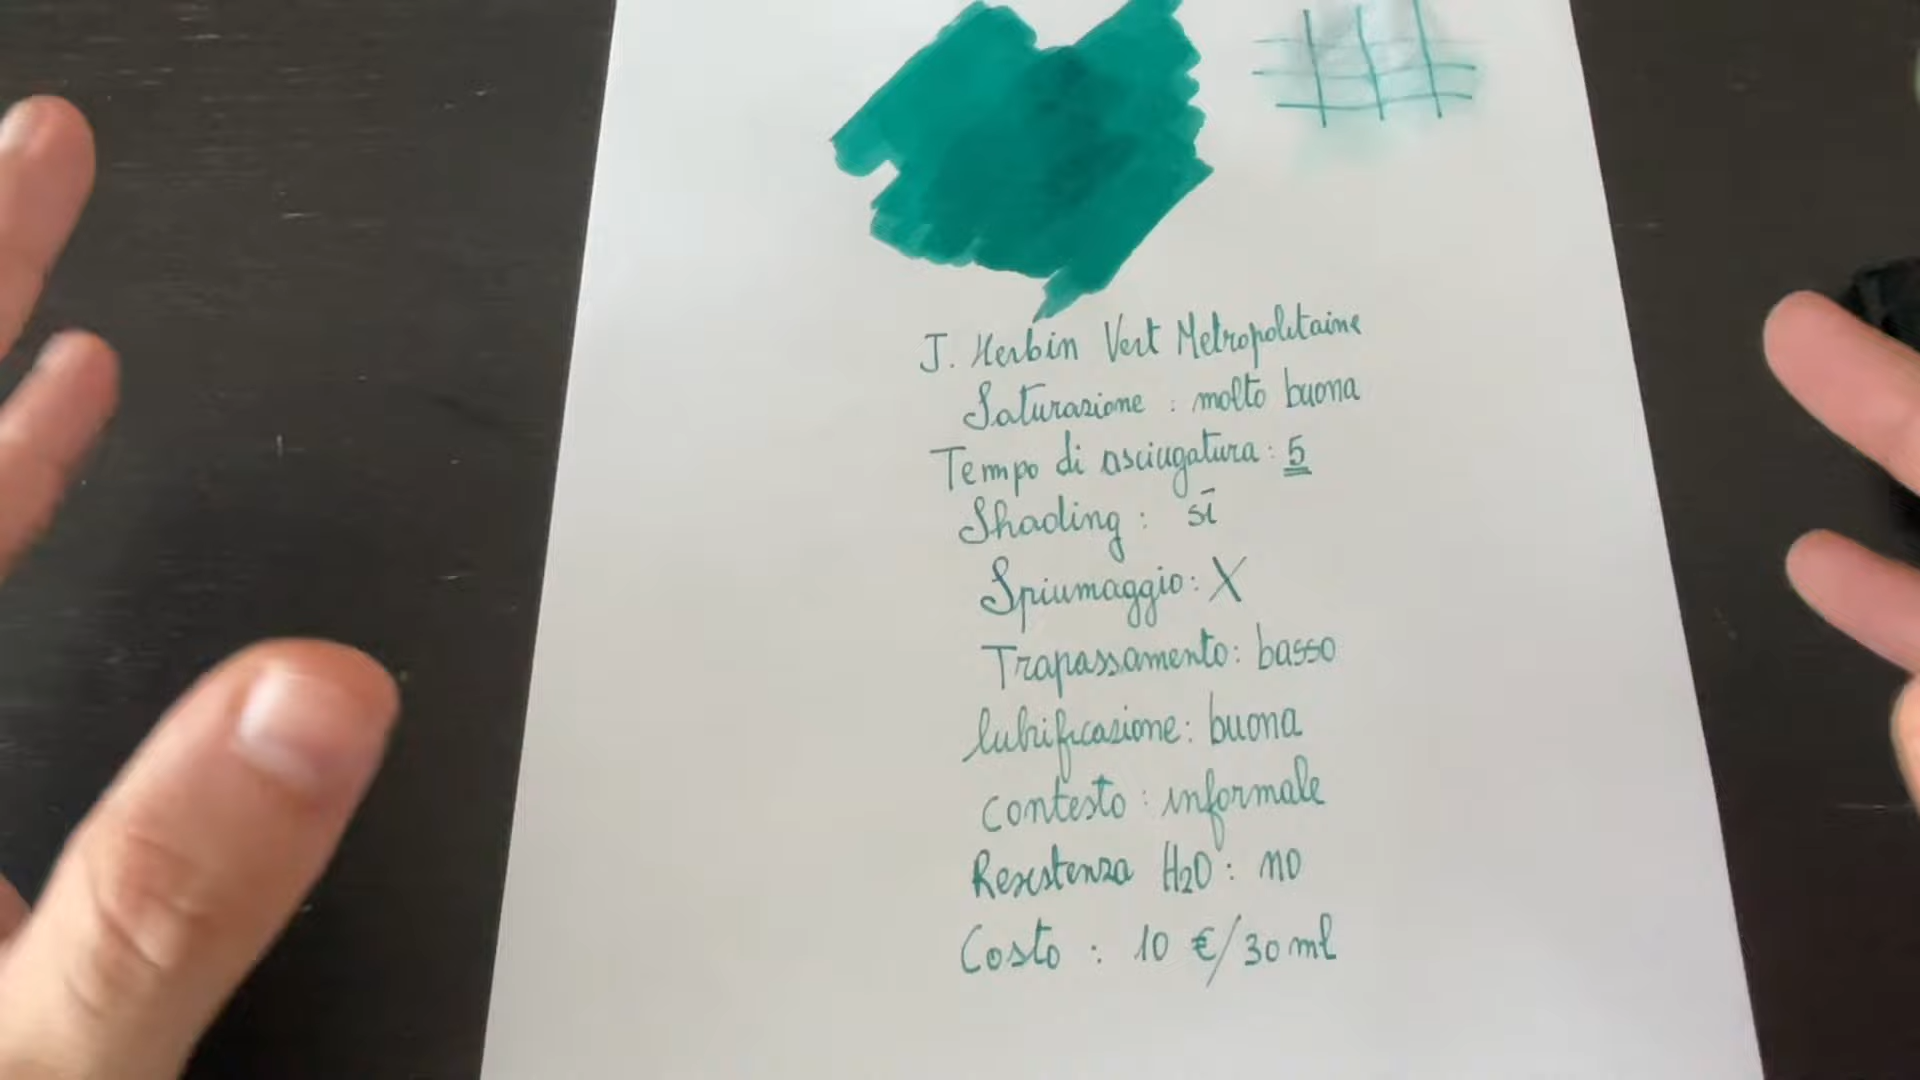 J. Herbin Vert Metropolitaine
Saturazione : molto buona
Tempo di asciugatura : 5
Shading : sì
Spiumaggio : X
Trapassamento : basso
lubrificazione : buona
contesto : informale
Resistenza H2O : no
Costo : 10 €/30 ml